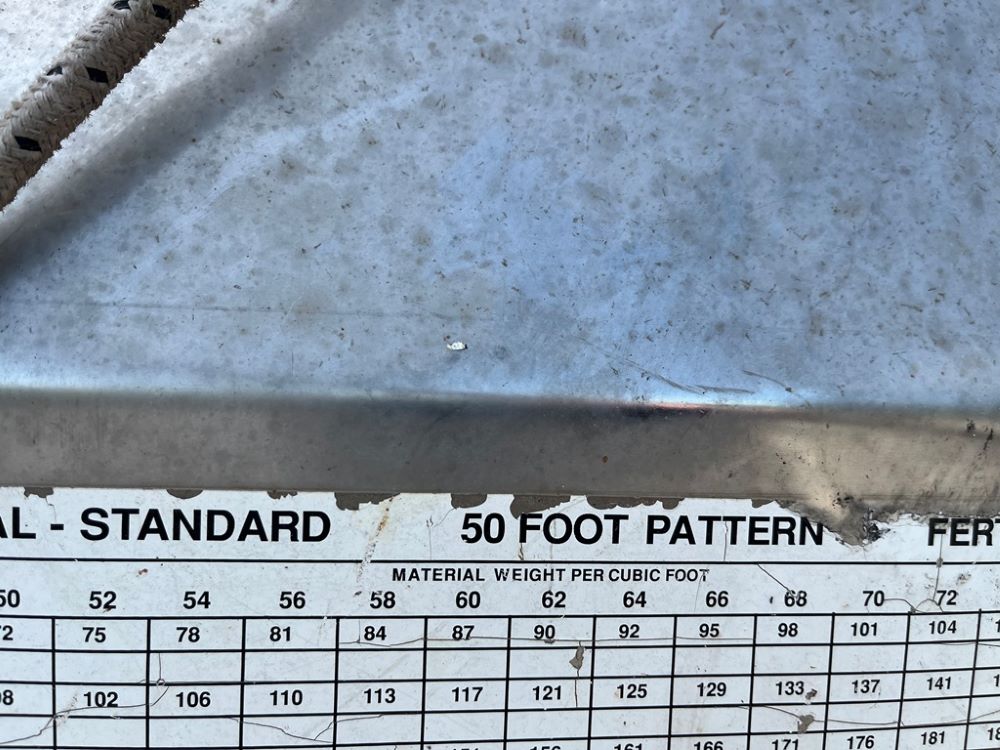 AL - STANDARD 50 FOOT PATTERN FERT
MATERIAL WEIGHT PER CUBIC FOOT
50 52 54 56 58 60 62 64 66 68 70 72
72 75 78 81 84 87 90 92 95 98 101 104
98 102 106 110 113 117 121 125 129 133 137 141
161 166 171 176 181